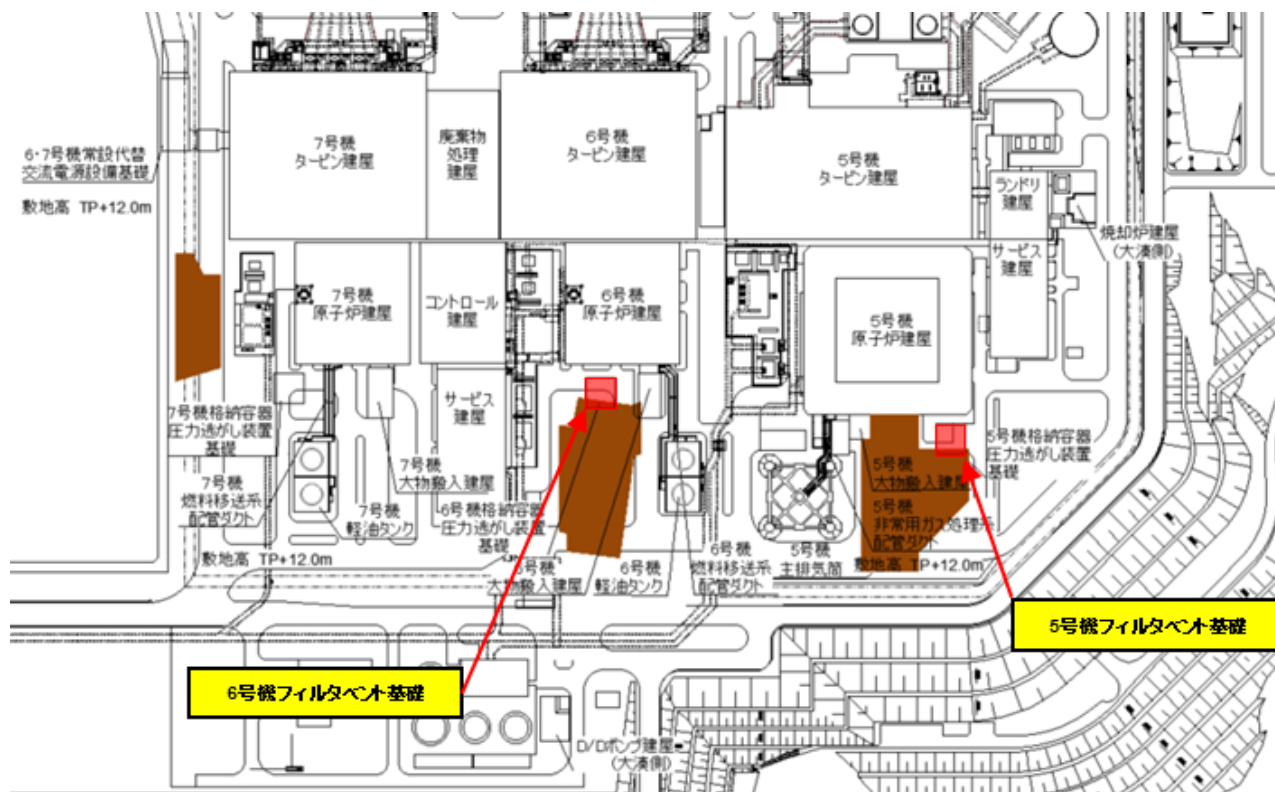 7号機
タービン建屋
廃棄物
処理
建屋
6号機
タービン建屋
5号機
タービン建屋
6・7号機常設代替
交流電源設備基礎
敷地高 TP+12.0m
ランドリ
建屋
焼却炉建屋
(大湊側)
サービス
建屋
7号機
原子炉建屋
コントロール
建屋
6号機
原子炉建屋
5号機
原子炉建屋
サービス
建屋
7号機格納容器
圧力逃がし装置
基礎
7号機
燃料移送系
配管ダクト
7号機
大物搬入建屋
7号機
軽油タンク
6号機格納容器
圧力逃がし装置
基礎
5号機格納容器
圧力逃がし装置
基礎
5号機
大物搬入建屋
5号機
非常用ガス処理系
配管ダクト
敷地高 TP+12.0m
6号機
大物搬入建屋
6号機
軽油タンク
6号機
燃料移送系
配管ダクト
5号機
主排気筒
敷地高 TP+12.0m
5号機フィルタベント基礎
6号機フィルタベント基礎
D/Dポンプ建屋
(大湊側)